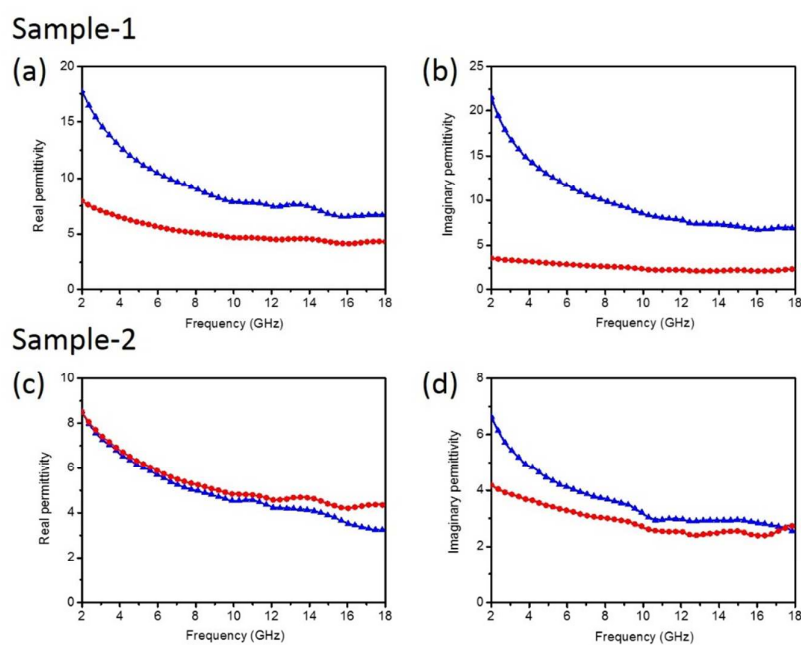 Sample-1
(a)
20
15
10
5
0
Real permittivity
2 4 6 8 10 12 14 16 18
Frequency (GHz)
(b)
25
20
15
10
5
0
Imaginary permittivity
2 4 6 8 10 12 14 16 18
Frequency (GHz)
Sample-2
(c)
10
8
6
4
2
0
Real permittivity
2 4 6 8 10 12 14 16 18
Frequency (GHz)
(d)
8
6
4
2
0
Imaginary permittivity
2 4 6 8 10 12 14 16 18
Frequency (GHz)